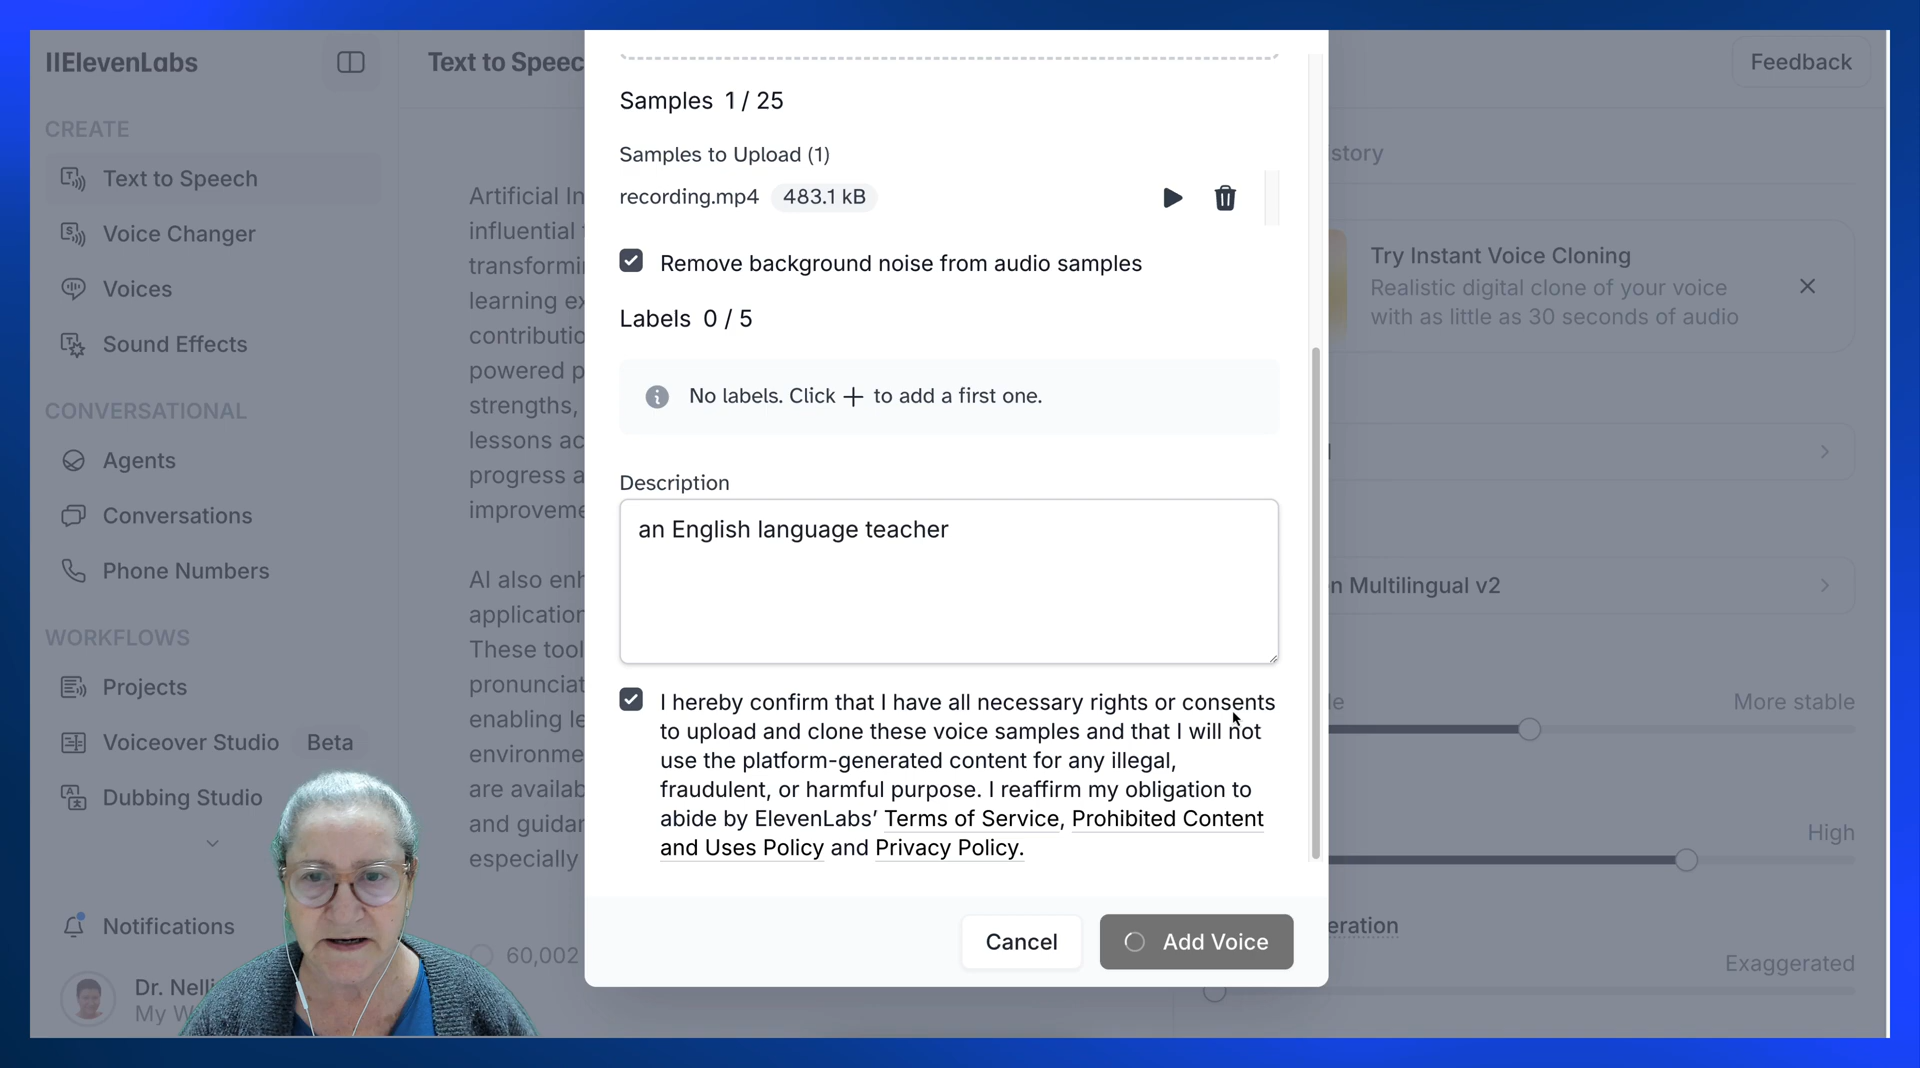 IIElevenLabs
CREATE
Text to Speech
Voice Changer
Voices
Sound Effects
CONVERSATIONAL
Agents
Conversations
Phone Numbers
WORKFLOWS
Projects
Voiceover Studio Beta
Dubbing Studio
Notifications
Dr. Nelli
My W
Text to Speec
Artificial In
influential
transformi
learning ex
contributio
powered p
strengths,
lessons ac
progress a
improveme
AI also enh
application
These tool
pronunciat
enabling le
environme
are availab
and guidan
especially
60,002
Samples 1 / 25
Samples to Upload (1)
recording.mp4 483.1 kB
Remove background noise from audio samples
Labels 0 / 5
No labels. Click + to add a first one.
Description
an English language teacher
I hereby confirm that I have all necessary rights or consents
to upload and clone these voice samples and that I will not
use the platform-generated content for any illegal,
fraudulent, or harmful purpose. I reaffirm my obligation to
abide by ElevenLabs’ Terms of Service, Prohibited Content
and Uses Policy and Privacy Policy.
Cancel
Add Voice
Feedback
story
Try Instant Voice Cloning
Realistic digital clone of your voice
with as little as 30 seconds of audio
n Multilingual v2
le
More stable
High
eration
Exaggerated